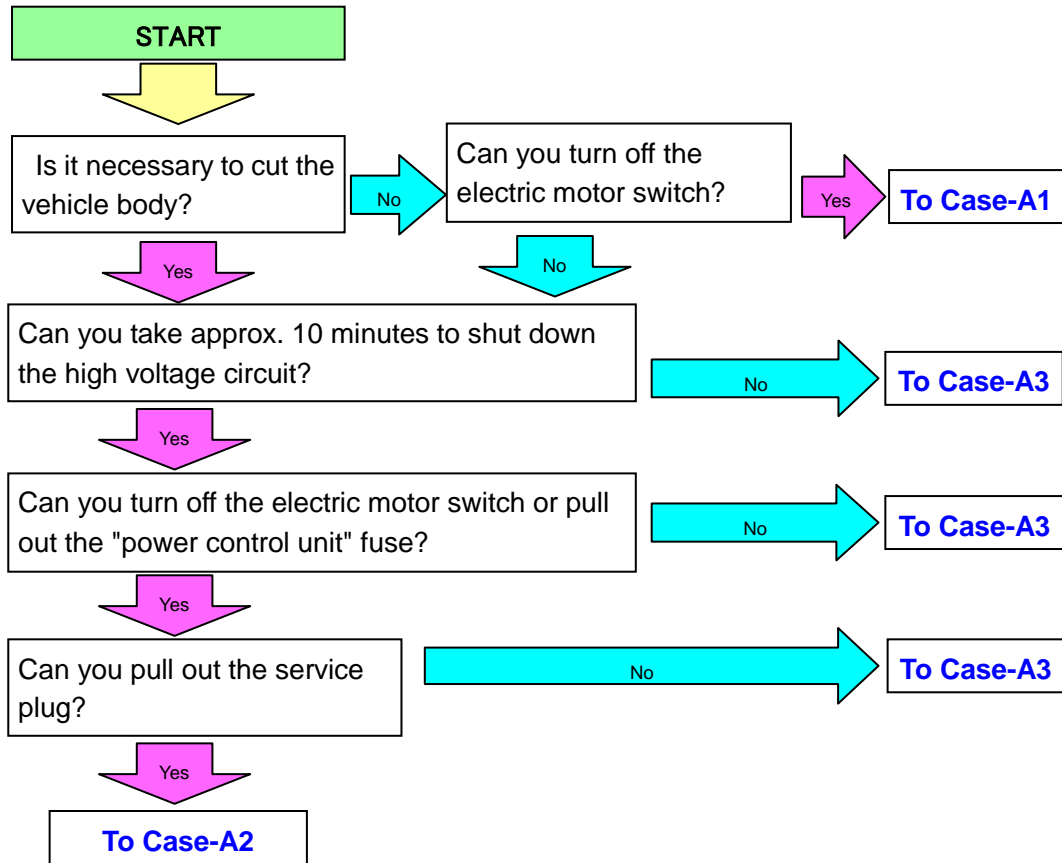 START
Is it necessary to cut the
vehicle body?
No
Can you turn off the
electric motor switch?
Yes
To Case-A1
Yes
No
Can you take approx. 10 minutes to shut down
the high voltage circuit?
No
To Case-A3
Yes
Can you turn off the electric motor switch or pull
out the "power control unit" fuse?
No
To Case-A3
Yes
Can you pull out the service
plug?
No
To Case-A3
Yes
To Case-A2